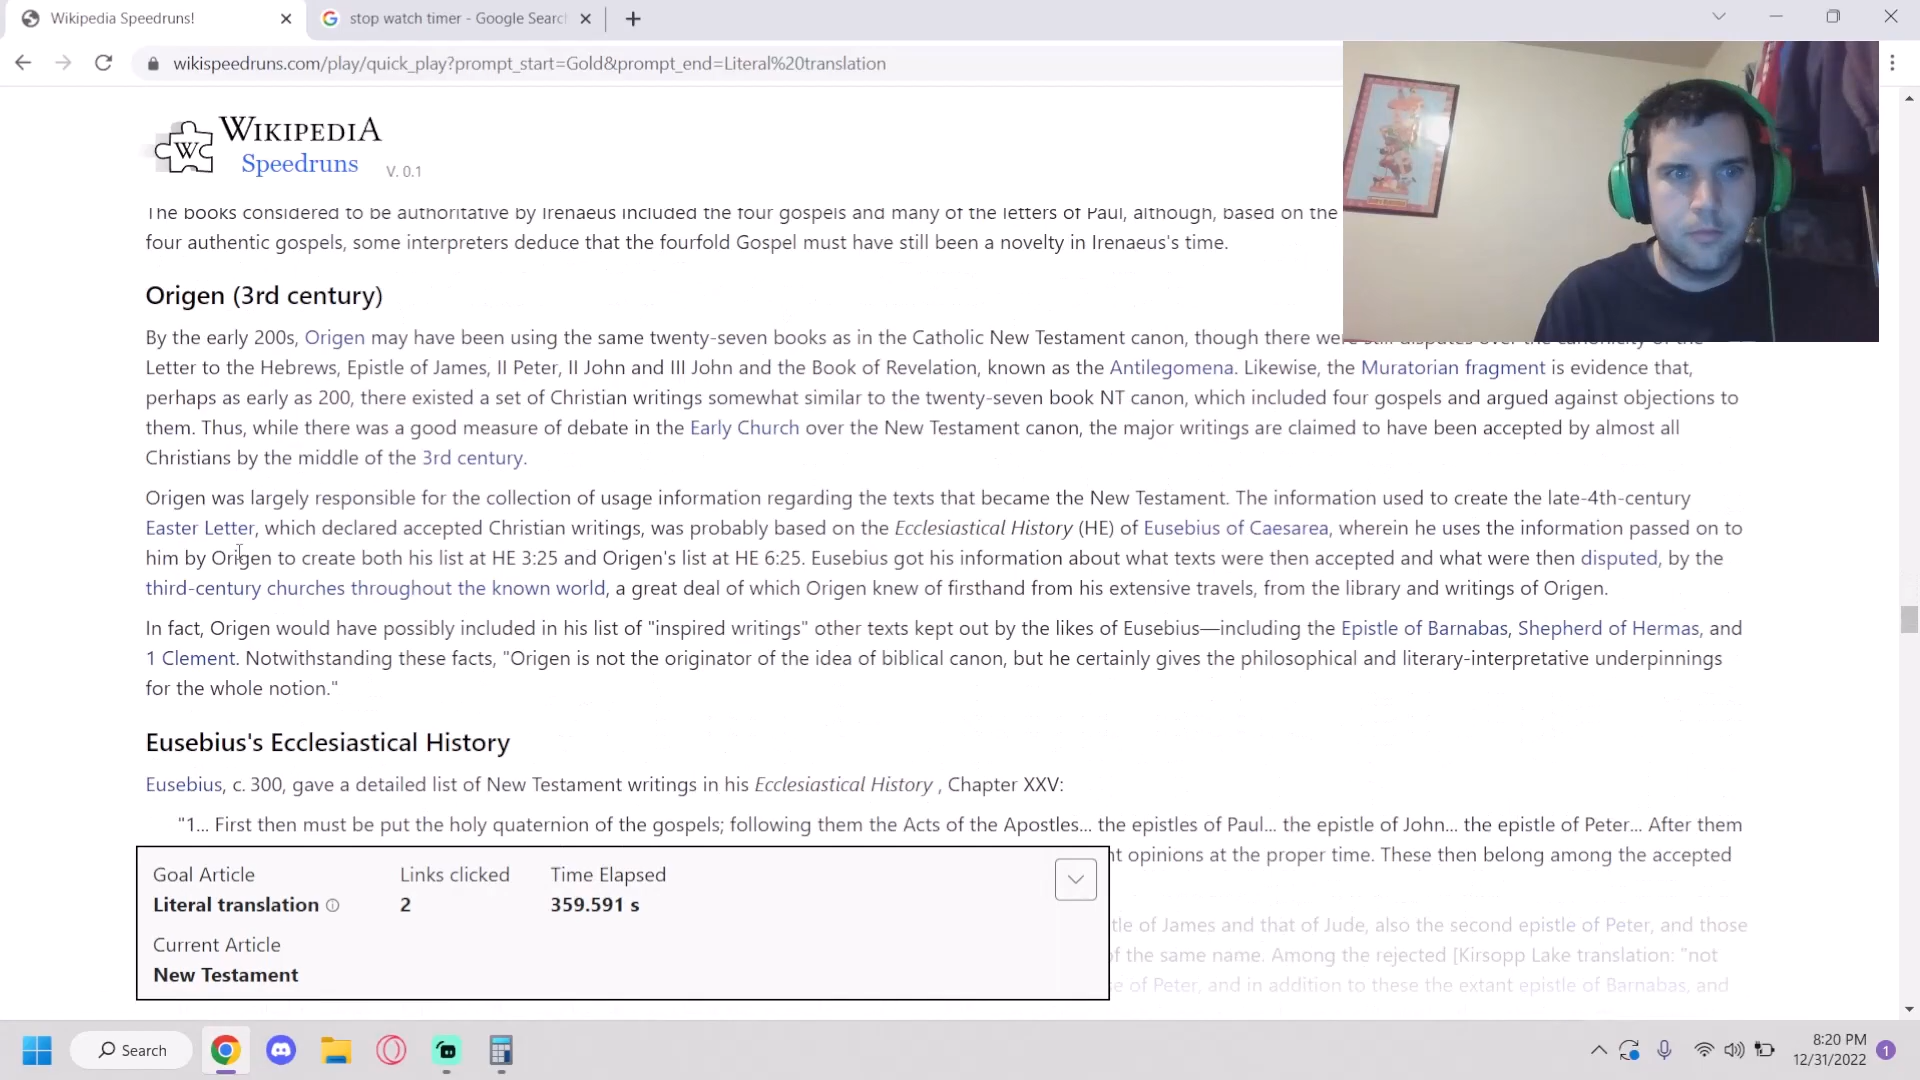 Wikipedia Speedruns!
stop watch timer - Google Search
wikispeedruns.com/play/quick_play?prompt_start=Gold&prompt_end=Literal%20translation
WIKIPEDIA
Speedruns V. 0.1
The books considered to be authoritative by Irenaeus included the four gospels and many of the letters of Paul, although, based on the
four authentic gospels, some interpreters deduce that the fourfold Gospel must have still been a novelty in Irenaeus's time.
Origen (3rd century)
By the early 200s, Origen may have been using the same twenty-seven books as in the Catholic New Testament canon, though there were still disputes over the canonicity of the
Letter to the Hebrews, Epistle of James, II Peter, II John and III John and the Book of Revelation, known as the Antilegomena. Likewise, the Muratorian fragment is evidence that,
perhaps as early as 200, there existed a set of Christian writings somewhat similar to the twenty-seven book NT canon, which included four gospels and argued against objections to
them. Thus, while there was a good measure of debate in the Early Church over the New Testament canon, the major writings are claimed to have been accepted by almost all
Christians by the middle of the 3rd century.
Origen was largely responsible for the collection of usage information regarding the texts that became the New Testament. The information used to create the late-4th-century
Easter Letter, which declared accepted Christian writings, was probably based on the Ecclesiastical History (HE) of Eusebius of Caesarea, wherein he uses the information passed on to
him by Origen to create both his list at HE 3:25 and Origen's list at HE 6:25. Eusebius got his information about what texts were then accepted and what were then disputed, by the
third-century churches throughout the known world, a great deal of which Origen knew of firsthand from his extensive travels, from the library and writings of Origen.
In fact, Origen would have possibly included in his list of "inspired writings" other texts kept out by the likes of Eusebius—including the Epistle of Barnabas, Shepherd of Hermas, and
1 Clement. Notwithstanding these facts, "Origen is not the originator of the idea of biblical canon, but he certainly gives the philosophical and literary-interpretative underpinnings
for the whole notion."
Eusebius's Ecclesiastical History
Eusebius, c. 300, gave a detailed list of New Testament writings in his Ecclesiastical History , Chapter XXV:
"1... First then must be put the holy quaternion of the gospels; following them the Acts of the Apostles... the epistles of Paul... the epistle of John... the epistle of Peter... After them
nt opinions at the proper time. These then belong among the accepted
tle of James and that of Jude, also the second epistle of Peter, and those
of the same name. Among the rejected [Kirsopp Lake translation: "not
se of Peter, and in addition to these the extant epistle of Barnabas, and
Goal Article Links clicked Time Elapsed
Literal translation 2 359.591 s
Current Article
New Testament
Search
8:20 PM
12/31/2022
1